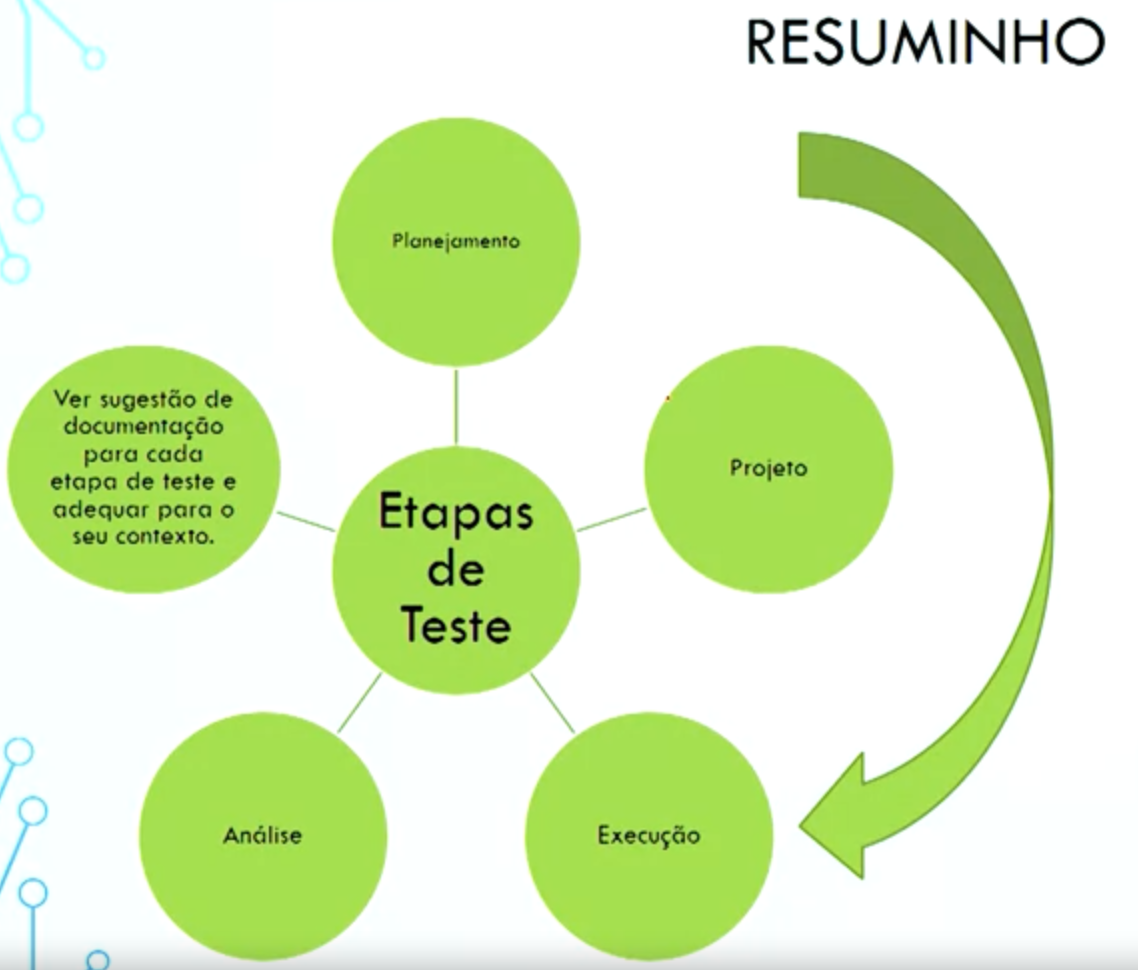 RESUMINHO
Planejamento
Projeto
Execução
Análise
Ver sugestão de
documentação
para cada
etapa de teste e
adequar para o
seu contexto.
Etapas
de
Teste